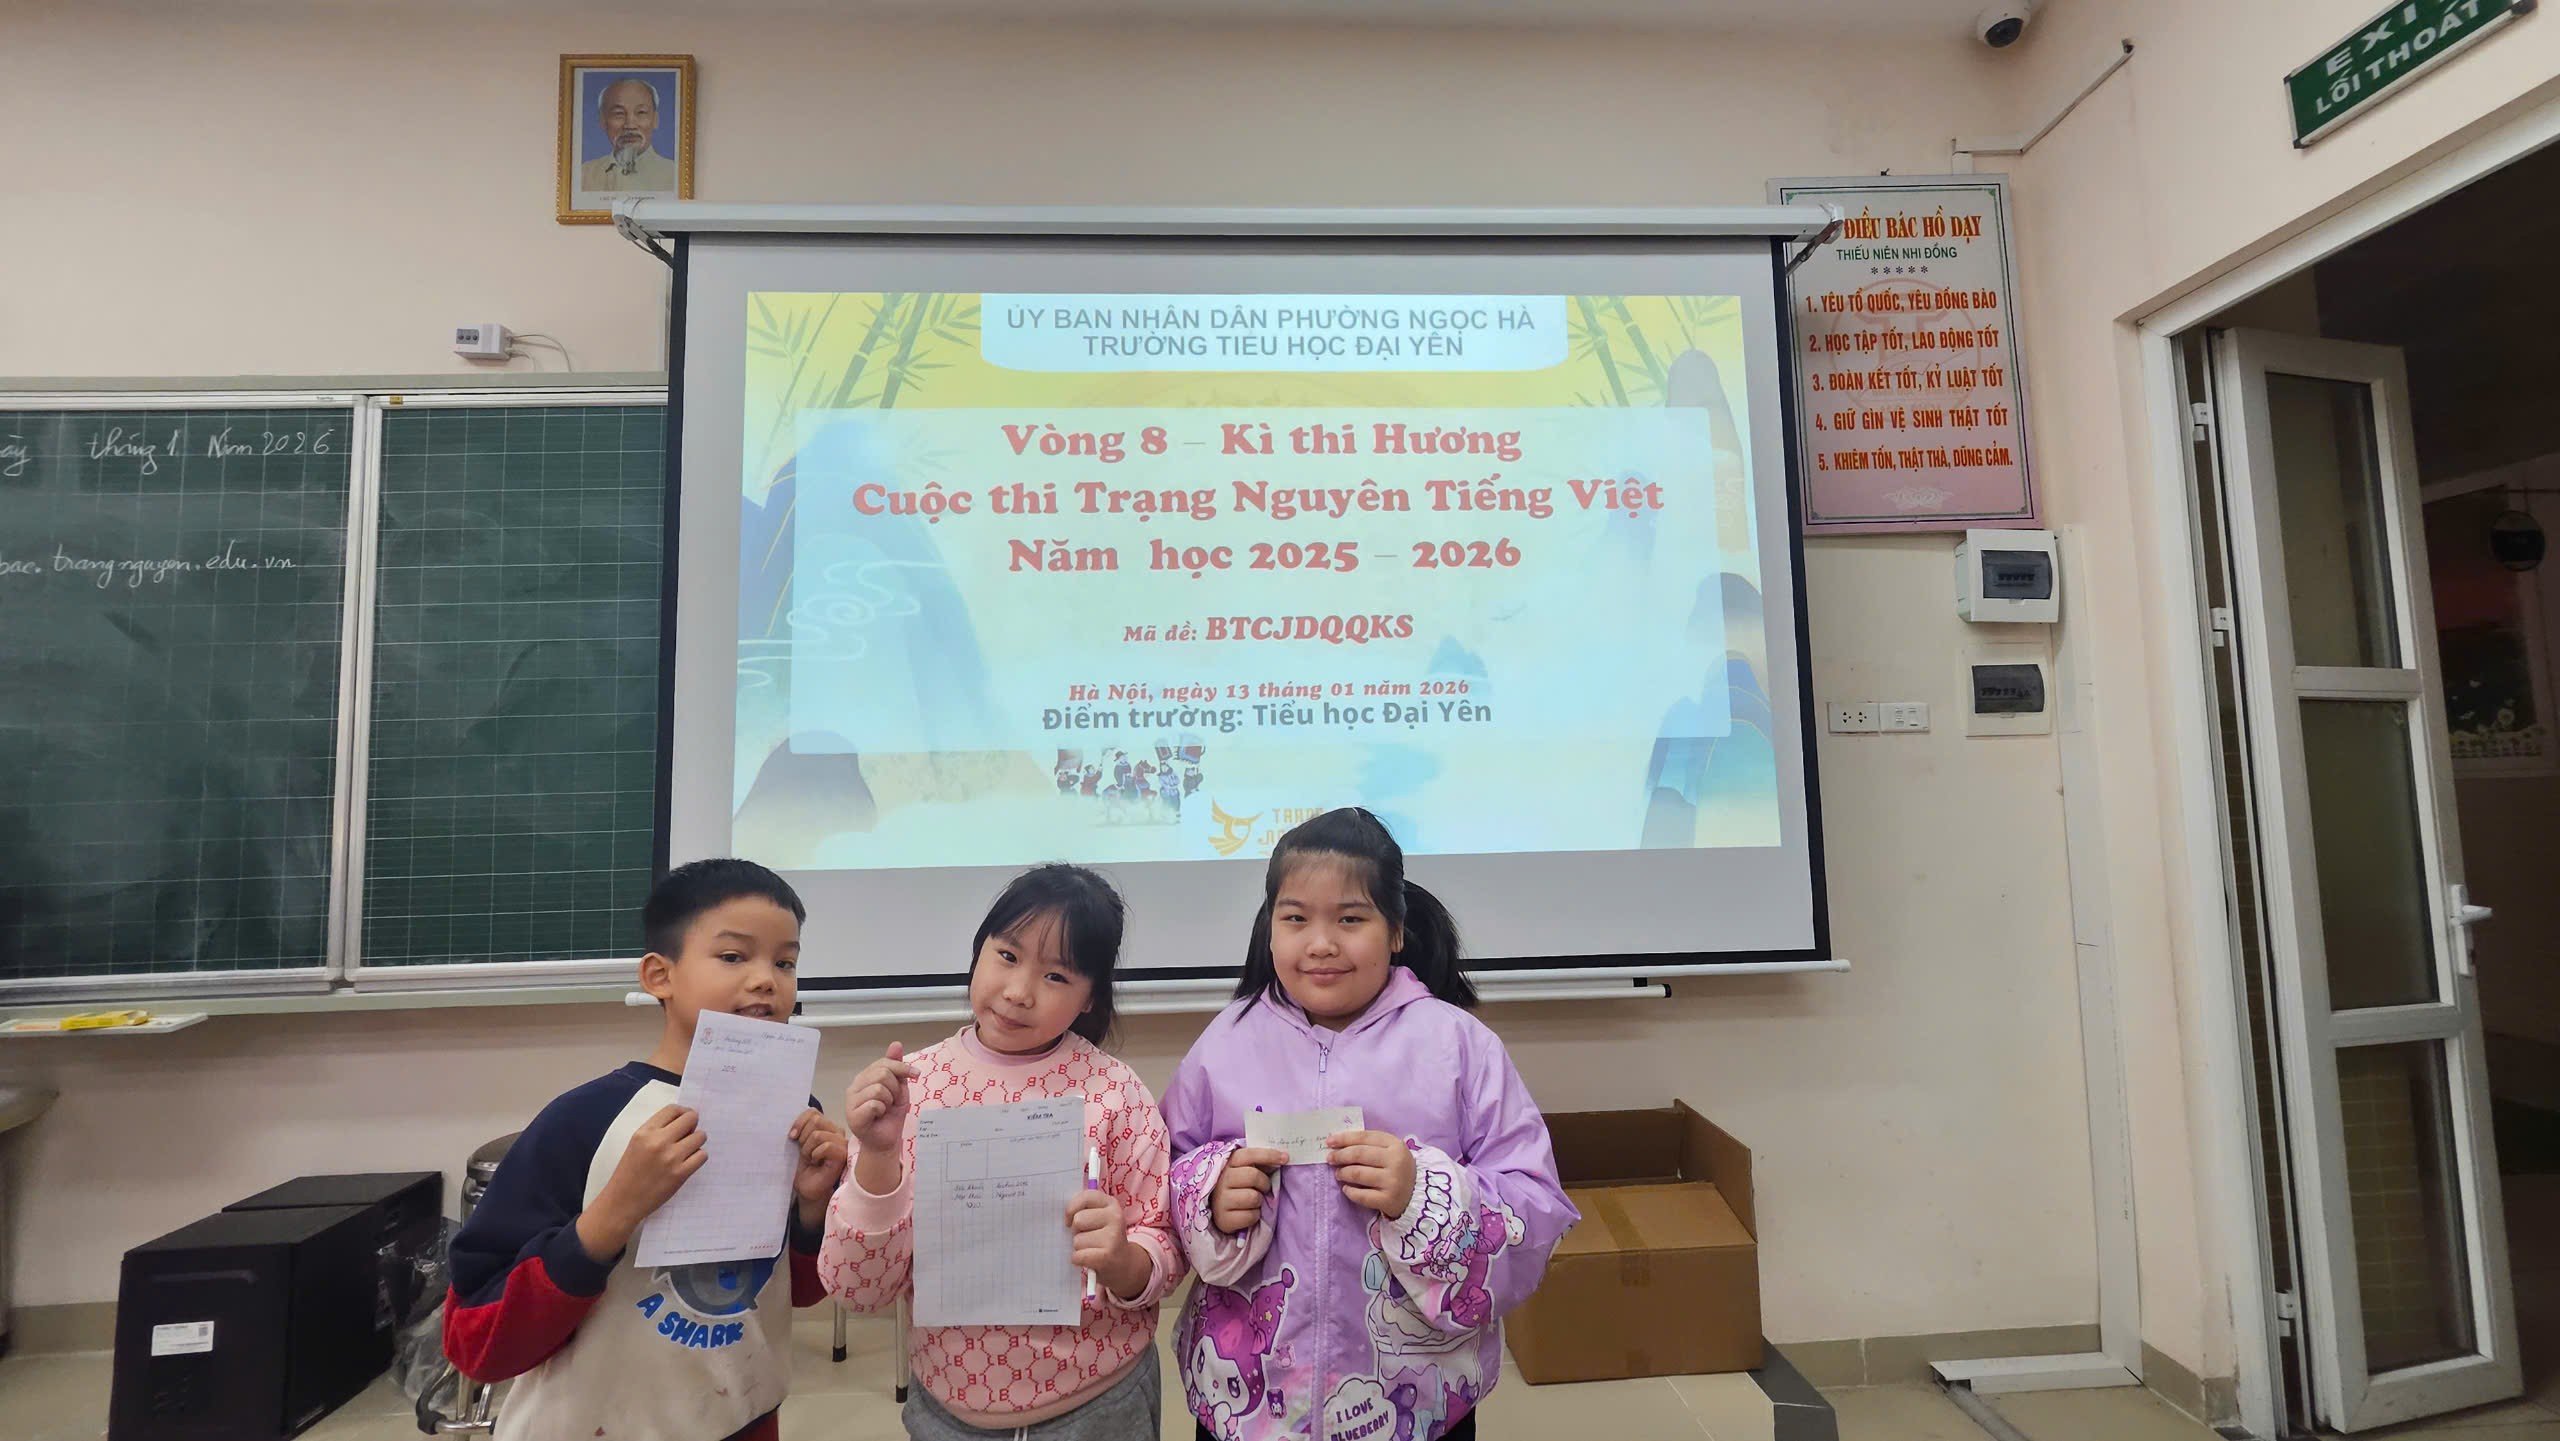 EXI
LỐI THOÁT
ĐIỀU BÁC HỒ DẠY
THIẾU NIÊN NHI ĐỒNG
*****
1. YÊU TỔ QUỐC, YÊU ĐỒNG BÀO
2. HỌC TẬP TỐT, LAO ĐỘNG TỐT
3. ĐOÀN KẾT TỐT, KỶ LUẬT TỐT
4. GIỮ GÌN VỆ SINH THẬT TỐT
5. KHIÊM TỐN, THẬT THÀ, DŨNG CẢM.
ỦY BAN NHÂN DÂN PHƯỜNG NGỌC HÀ
TRƯỜNG TIỂU HỌC ĐẠI YÊN
Vòng 8 – Kì thi Hương
Cuộc thi Trạng Nguyên Tiếng Việt
Năm học 2025 – 2026
Mã đề: BTCJDQQKS
Hà Nội, ngày 13 tháng 01 năm 2026
Điểm trường: Tiểu học Đại Yên
tháng 1 Năm 2026
bac.trangnguyen.edu.vn
A SHARK
KIỂM TRA
I LOVE
BLUEBERRY